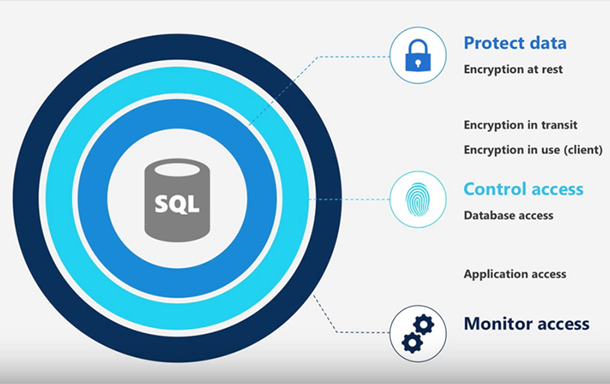 SQL
Protect data
Encryption at rest
Encryption in transit
Encryption in use (client)
Control access
Database access
Application access
Monitor access